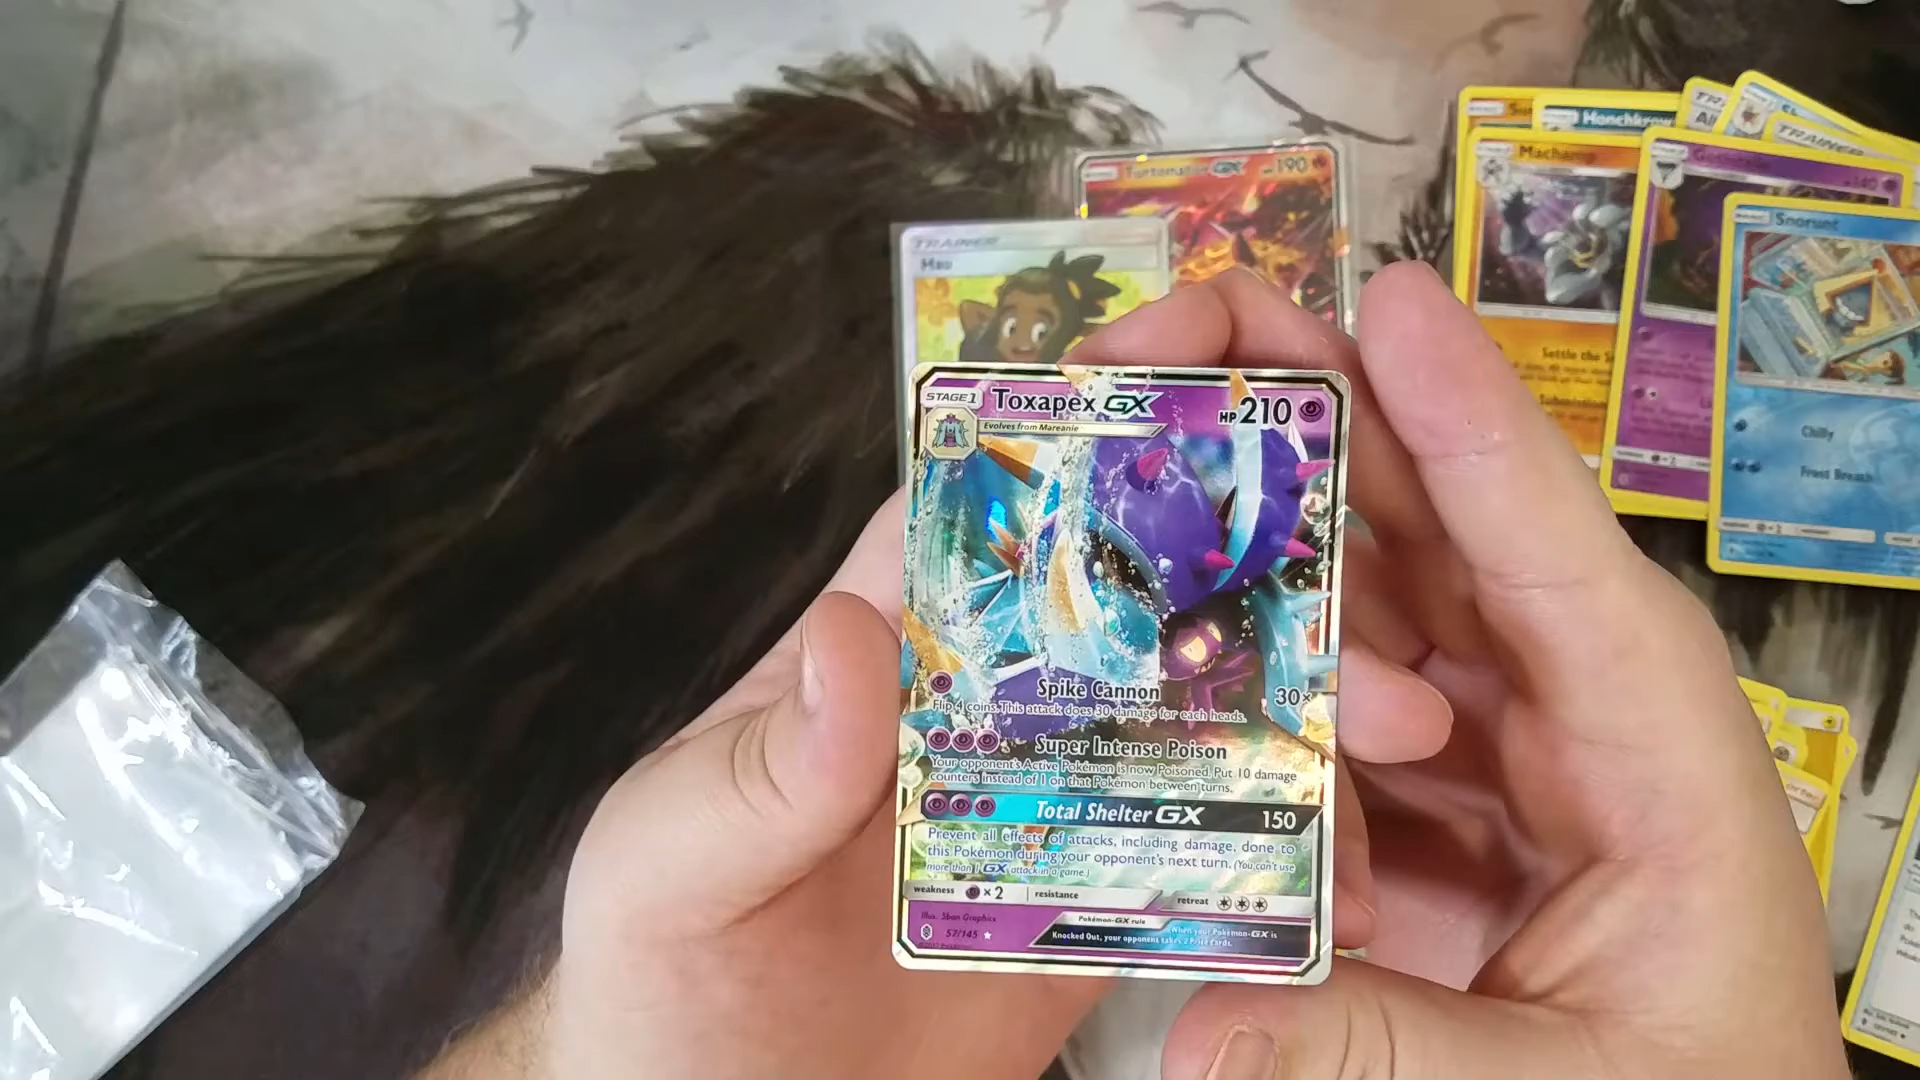 Honchkrow
TRAINER
Machamp
Turtonator GX HP190
TRAINER
Hau
Snorunt
Chilly
Frost Breath
STAGE1
Toxapex GX
HP210
Evolves from Mareanie
Spike Cannon 30×
Flip 4 coins. This attack does 30 damage for each heads.
Super Intense Poison
Your opponent's Active Pokémon is now Poisoned. Put 10 damage
counters instead of 1 on that Pokémon between turns.
Total Shelter GX 150
Prevent all effects of attacks, including damage, done to
this Pokémon during your opponent's next turn. (You can't use
more than 1 GX attack in a game.)
weakness ×2 resistance retreat
Illus. 5ban Graphics
57/145
Pokémon-GX rule
When your Pokémon-GX is
Knocked Out, your opponent takes 2 Prize cards.